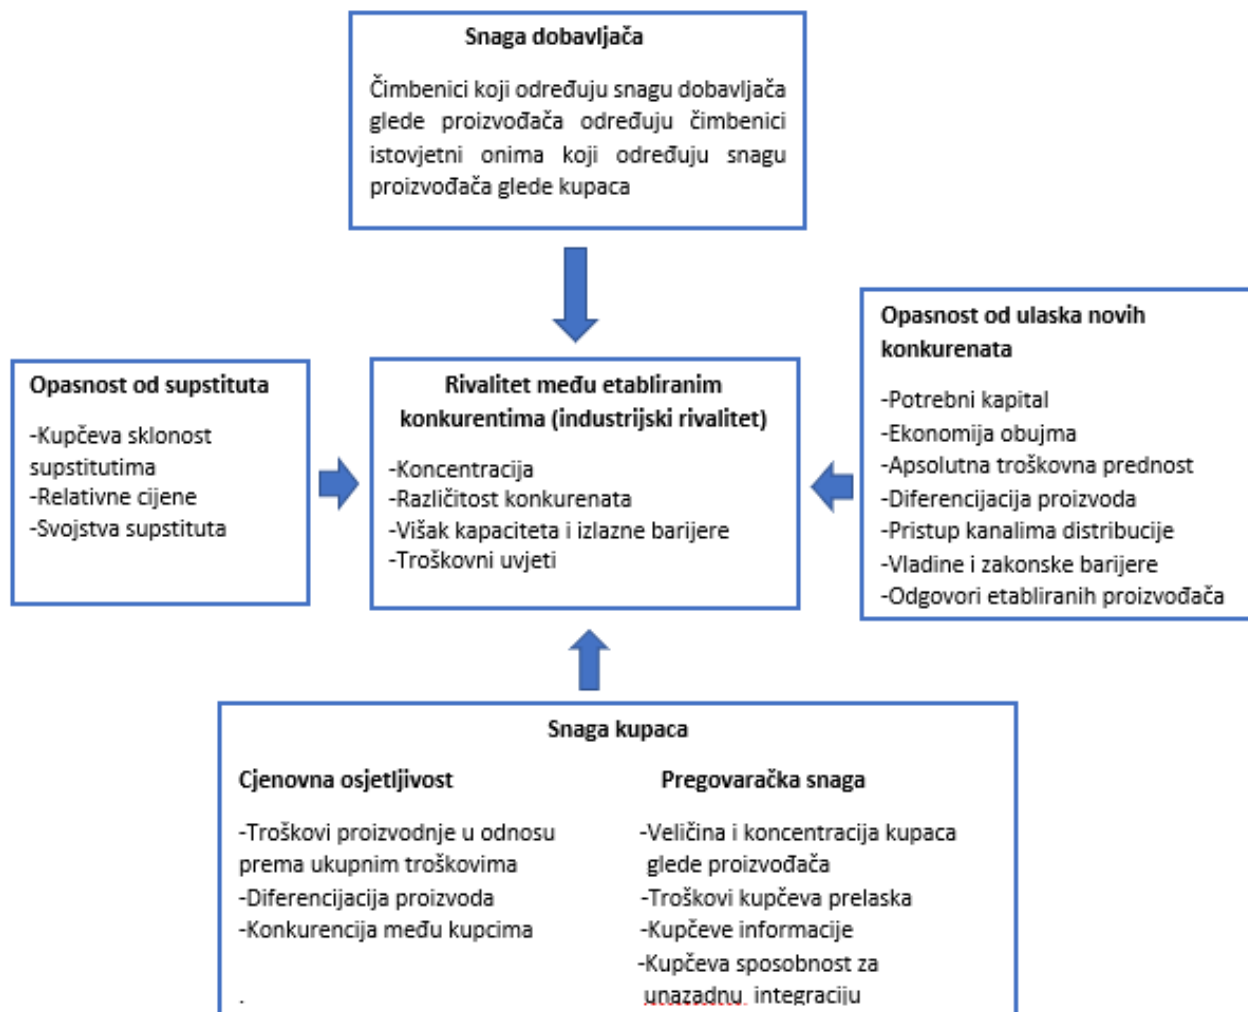 Snaga dobavljača
Čimbenici koji određuju snagu dobavljača
glede proizvođača određuju čimbenici
istovjetni onima koji određuju snagu
proizvođača glede kupaca
Opasnost od supstituta
-Kupčeva sklonost
supstitutima
-Relativne cijene
-Svojstva supstituta
Rivalitet među etabliranim
konkurentima (industrijski rivalitet)
-Koncentracija
-Različitost konkurenata
-Višak kapaciteta i izlazne barijere
-Troškovni uvjeti
Opasnost od ulaska novih
konkurenata
-Potrebni kapital
-Ekonomija obujma
-Apsolutna troškovna prednost
-Diferencijacija proizvoda
-Pristup kanalima distribucije
-Vladine i zakonske barijere
-Odgovori etabliranih proizvođača
Snaga kupaca
Cjenovna osjetljivost
-Troškovi proizvodnje u odnosu
prema ukupnim troškovima
-Diferencijacija proizvoda
-Konkurencija među kupcima
.
Pregovaračka snaga
-Veličina i koncentracija kupaca
glede proizvođača
-Troškovi kupčeva prelaska
-Kupčeve informacije
-Kupčeva sposobnost za
unazadnu integraciju